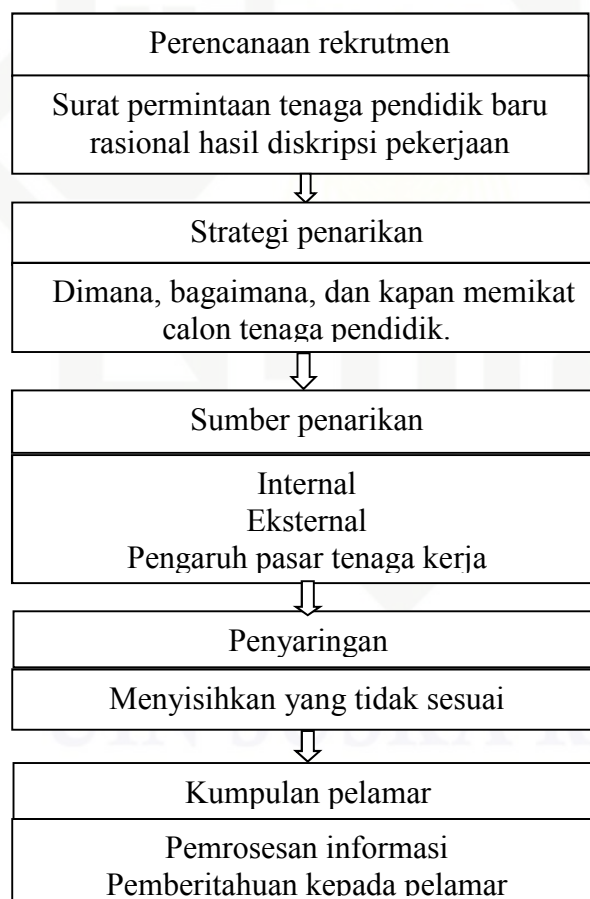 Perencanaan rekrutmen
Surat permintaan tenaga pendidik baru
rasional hasil diskripsi pekerjaan
Strategi penarikan
Dimana, bagaimana, dan kapan memikat
calon tenaga pendidik.
Sumber penarikan
Internal
Eksternal
Pengaruh pasar tenaga kerja
Penyaringan
Menyisihkan yang tidak sesuai
Kumpulan pelamar
Pemrosesan informasi
Pemberitahuan kepada pelamar